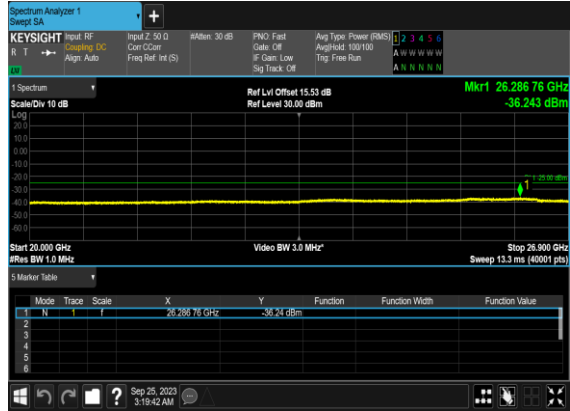 Spectrum Analyzer 1
Swept SA
+
KEYSIGHT Input: RF Input Z: 50 Ω #Atten: 30 dB PNO: Fast Avg Type: Power (RMS) 1 2 3 4 5 6
R T Coupling: DC Corr CCorr Gate: Off Avg|Hold: 100/100 A W W W W W
Align: Auto Freq Ref: Int (S) IF Gain: Low Trig: Free Run
Sig Track: Off A N N N N N
1 Spectrum
Ref Lvl Offset 15.53 dB Mkr1 26.286 76 GHz
Scale/Div 10 dB Ref Level 30.00 dBm -36.243 dBm
Log
20.0
10.0
0.00
-10.0
-20.0
-25.00 dBm
1
-30.0
-40.0
-50.0
-60.0
Start 20.000 GHz Video BW 3.0 MHz* Stop 26.900 GHz
#Res BW 1.0 MHz Sweep 13.3 ms (40001 pts)
5 Marker Table
Mode Trace Scale X Y Function Function Width Function Value
1 N 1 f 26.286 76 GHz -36.24 dBm
2
3
4
5
6
? Sep 25, 2023
3:19:42 AM